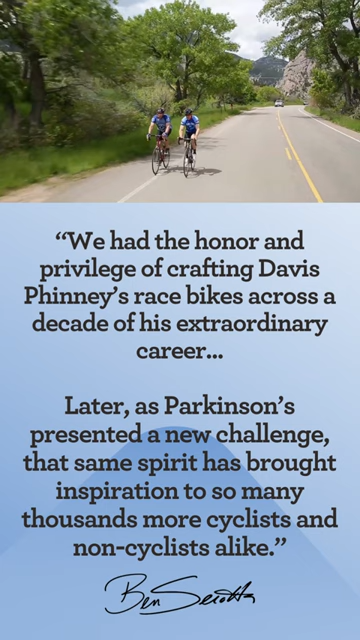 “We had the honor and
privilege of crafting Davis
Phinney’s race bikes across a
decade of his extraordinary
career...
Later, as Parkinson’s
presented a new challenge,
that same spirit has brought
inspiration to so many
thousands more cyclists and
non-cyclists alike.”
Ben Serotta